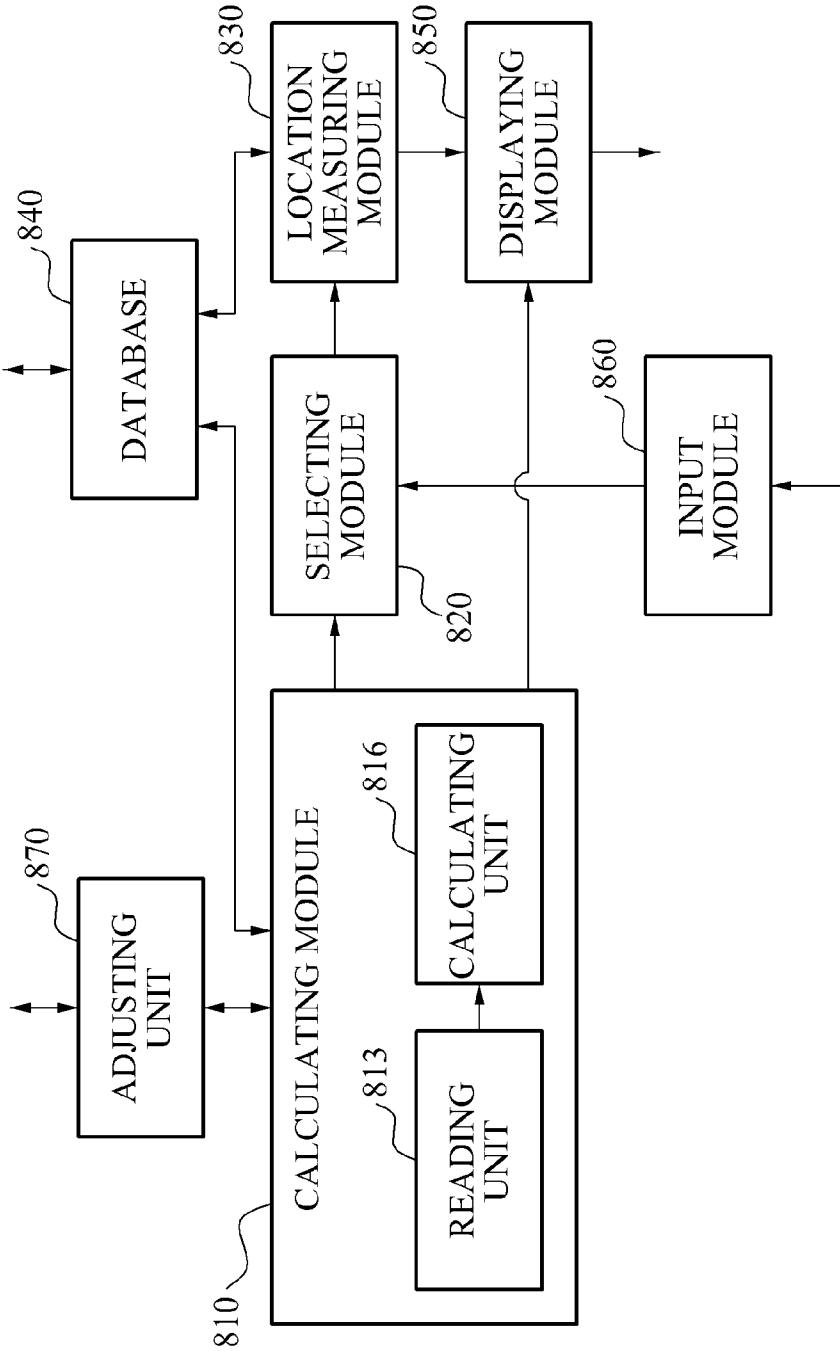 870
ADJUSTING
UNIT
840
DATABASE
810
CALCULATING MODULE
813
READING
UNIT
816
CALCULATING
UNIT
SELECTING
MODULE
820
830
LOCATION
MEASURING
MODULE
850
DISPLAYING
MODULE
860
INPUT
MODULE